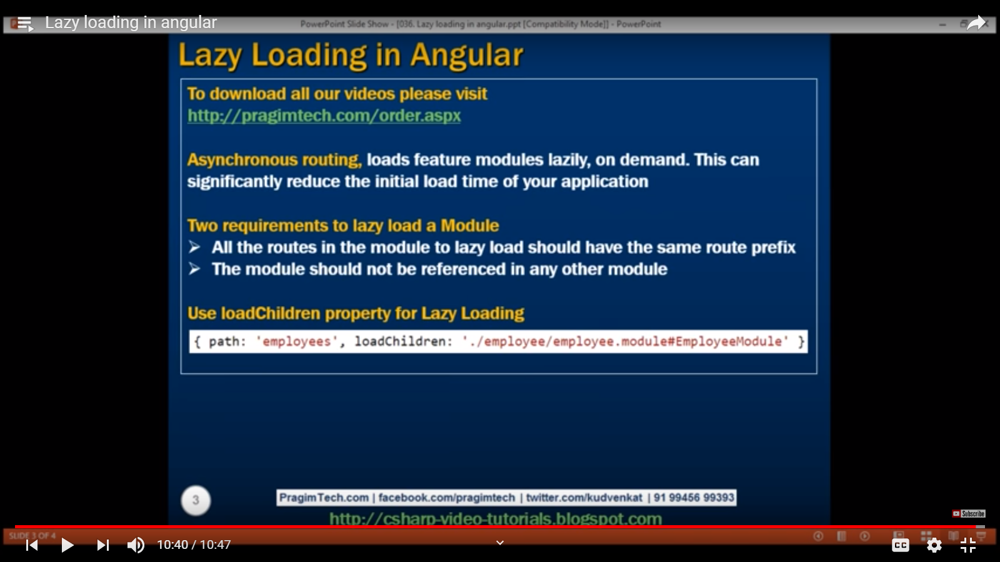 Lazy loading in angular
PowerPoint Slide Show - [036. Lazy loading in angular.ppt [Compatibility Mode]] - PowerPoint
Lazy Loading in Angular
To download all our videos please visit
http://pragimtech.com/order.aspx
Asynchronous routing, loads feature modules lazily, on demand. This can
significantly reduce the initial load time of your application
Two requirements to lazy load a Module
➢ All the routes in the module to lazy load should have the same route prefix
➢ The module should not be referenced in any other module
Use loadChildren property for Lazy Loading
{ path: 'employees', loadChildren: './employee/employee.module#EmployeeModule' }
3
PragimTech.com | facebook.com/pragimtech | twitter.com/kudvenkat | 91 99456 99393
http://csharp-video-tutorials.blogspot.com
Subscribe
SLIDE 3 OF 4
10:40 / 10:47
CC